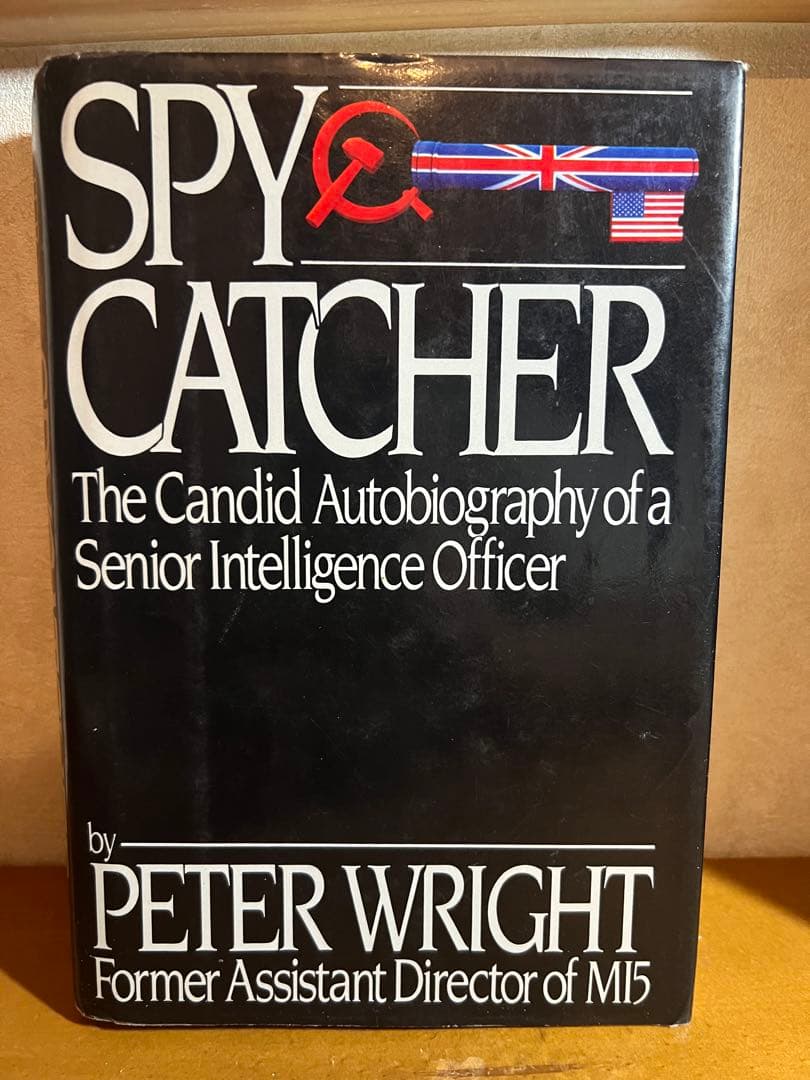 SPY
CATCHER
The Candid Autobiography of a
Senior Intelligence Officer
by
PETER WRIGHT
Former Assistant Director of MI5